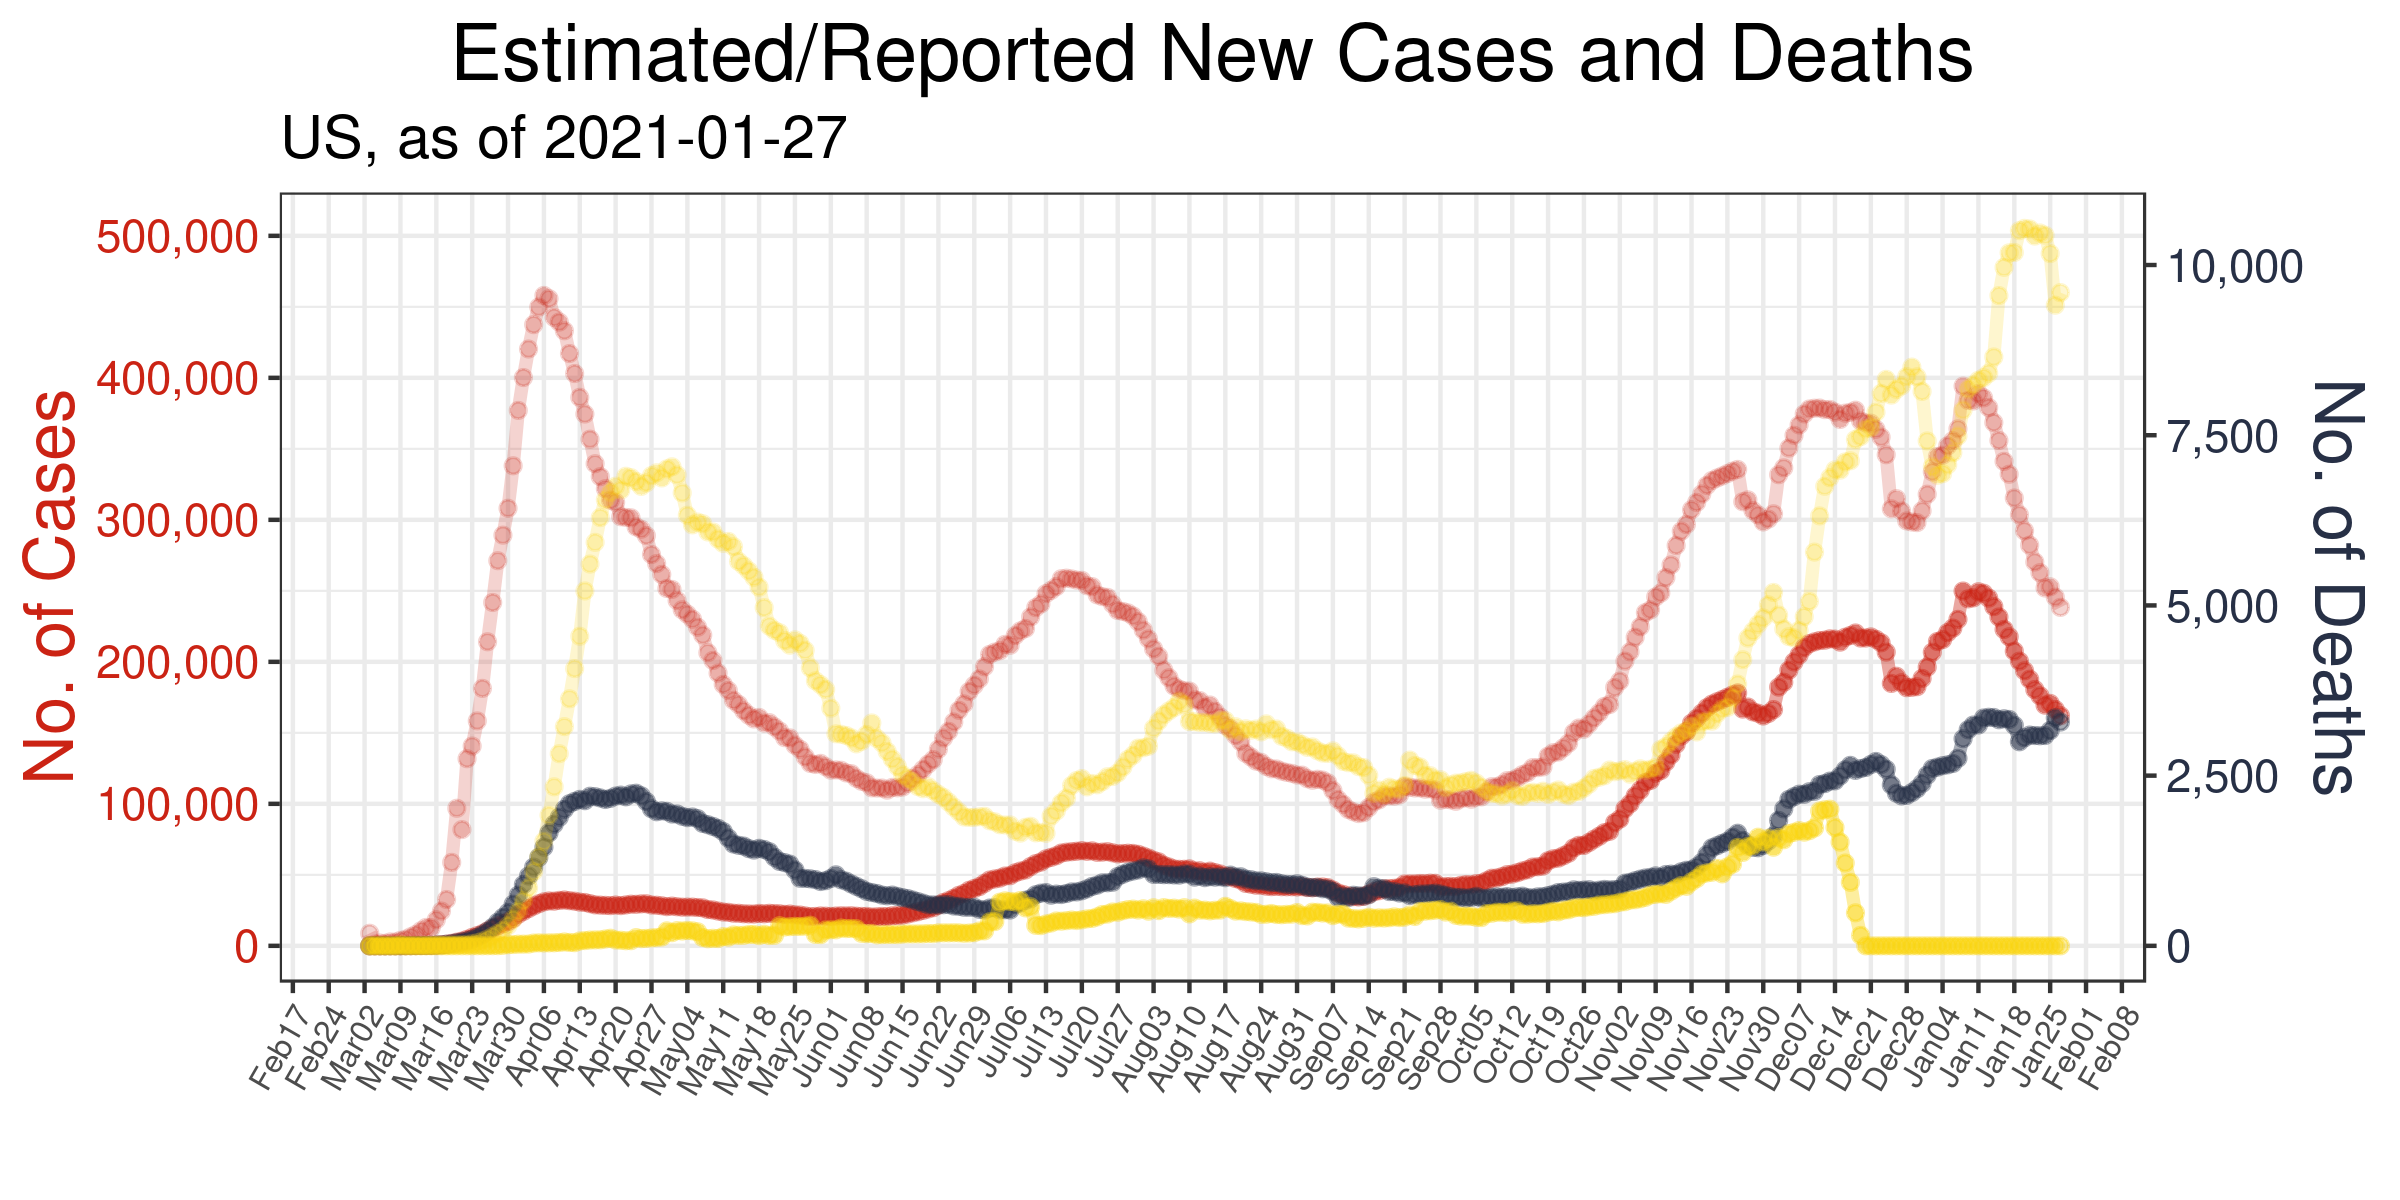 Estimated/Reported New Cases and Deaths
US, as of 2021-01-27
No. of Cases
500,000
400,000
300,000
200,000
100,000
0
10,000
7,500
5,000
2,500
0
No. of Deaths
Feb17
Feb24
Mar02
Mar09
Mar16
Mar23
Mar30
Apr06
Apr13
Apr20
Apr27
May04
May11
May18
May25
Jun01
Jun08
Jun15
Jun22
Jun29
Jul06
Jul13
Jul20
Jul27
Aug03
Aug10
Aug17
Aug24
Aug31
Sep07
Sep14
Sep21
Sep28
Oct05
Oct12
Oct19
Oct26
Nov02
Nov09
Nov16
Nov23
Nov30
Dec07
Dec14
Dec21
Dec28
Jan04
Jan11
Jan18
Jan25
Feb01
Feb08